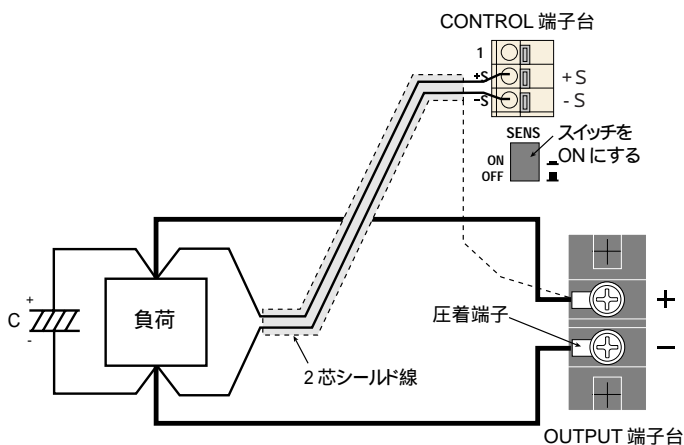 CONTROL 端子台
1
+S
+S
-S
-S
SENS
スイッチを
ONにする
ON
OFF
+
C
-
負荷
圧着端子
+
-
2芯シールド線
OUTPUT 端子台